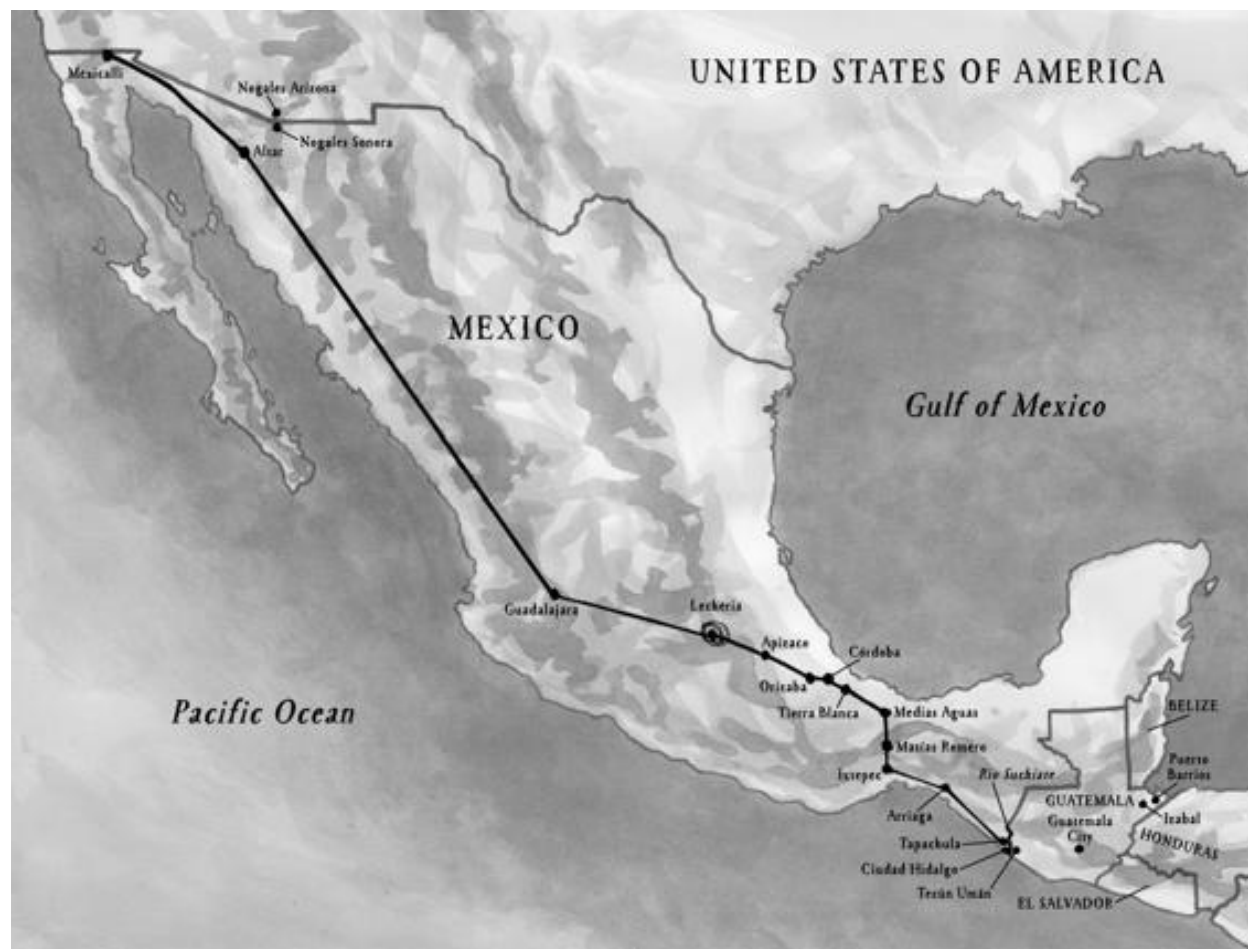 UNITED STATES OF AMERICA
Mexicalli
Nogales Arizona
Nogales Sonora
Altar
MEXICO
Gulf of Mexico
Guadalajara
Lecheria
Apizaco
Córdoba
Orizaba
Tierra Blanca
Pacific Ocean
Medias Aguas
BELIZE
Matías Romero
Ixtepec
Rio Suchiate
Puerto
Barrios
GUATEMALA
Arriaga
Guatemala
City
Izabal
Tapachula
HONDURAS
Ciudad Hidalgo
Tecún Umán
EL SALVADOR